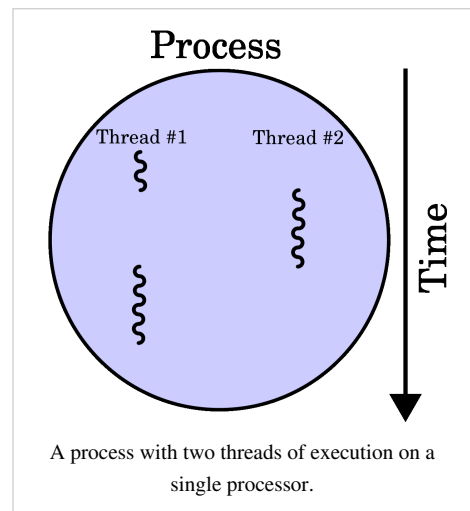 Process
Thread #1
Thread #2
Time
A process with two threads of execution on a
single processor.